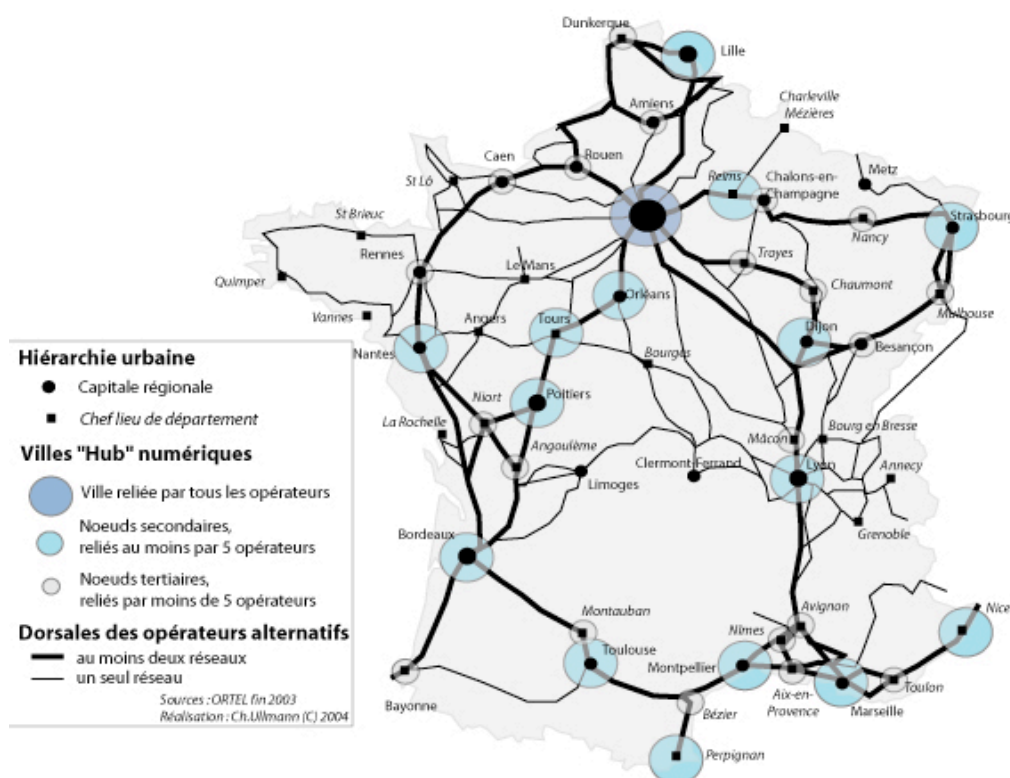 Dunkerque
Lille
Amiens
Charleville
Mézières
Caen
Rouen
St Lô
Reims
Chalons-en-
Champagne
Metz
Strasbourg
Nancy
St Brieuc
Rennes
Quimper
Vannes
Le Mans
Troyes
Chaumont
Mulhouse
Orléans
Angers
Tours
Nantes
Bourges
Dijon
Besançon
Hiérarchie urbaine
Capitale régionale
Chef lieu de département
Villes "Hub" numériques
Ville reliée par tous les opérateurs
Noeuds secondaires,
reliés au moins par 5 opérateurs
Noeuds tertiaires,
reliés par moins de 5 opérateurs
Dorsales des opérateurs alternatifs
au moins deux réseaux
un seul réseau
Sources : ORTEL fin 2003
Réalisation : Ch.Ullmann (C) 2004
Niort
Poitiers
La Rochelle
Angoulême
Limoges
Clermont-Ferrand
Mâcon
Bourg en Bresse
Lyon
Annecy
Grenoble
Bordeaux
Montauban
Toulouse
Bayonne
Avignon
Nîmes
Nice
Montpellier
Aix-en-
Provence
Toulon
Marseille
Bézier
Perpignan